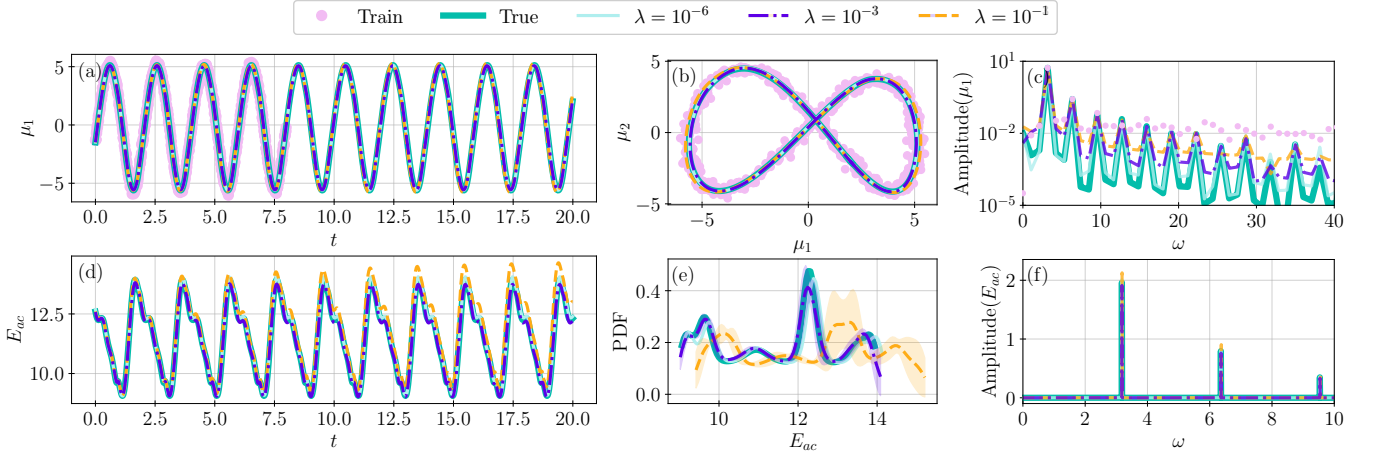 Train True λ = 10⁻⁶ λ = 10⁻³ λ = 10⁻¹
(a)
μ₁
5
0
−5
0.0 2.5 5.0 7.5 10.0 12.5 15.0 17.5 20.0
t
(b)
μ₂
5
0
−5
−5 0 5
μ₁
(c)
Amplitude(μ₁)
10¹
10⁻²
10⁻⁵
0 10 20 30 40
ω
(d)
E_ac
12.5
10.0
0.0 2.5 5.0 7.5 10.0 12.5 15.0 17.5 20.0
t
(e)
PDF
0.4
0.2
0.0
10 12 14
E_ac
(f)
Amplitude(E_ac)
2
1
0
0 2 4 6 8 10
ω